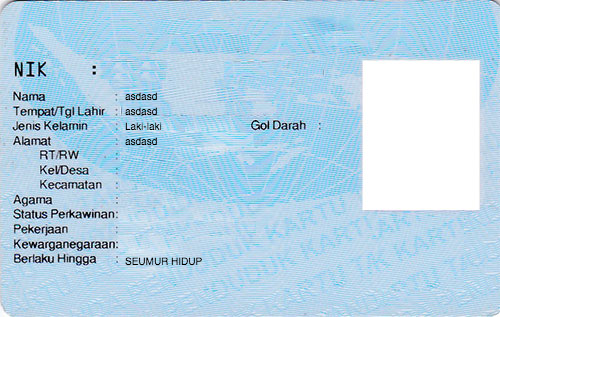 NIK :
Nama : asdasd
Tempat/Tgl Lahir : asdasd
Jenis Kelamin : Laki-laki Gol Darah :
Alamat : asdasd
RT/RW :
Kel/Desa :
Kecamatan :
Agama :
Status Perkawinan:
Pekerjaan :
Kewarganegaraan:
Berlaku Hingga : SEUMUR HIDUP